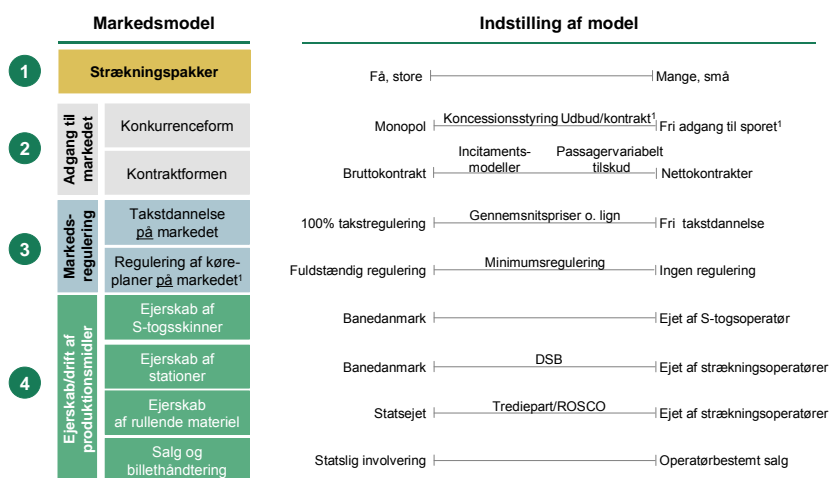 Markedsmodel
Indstilling af model
1
Strækningspakker
Få, store
Mange, små
2
Adgang til
markedet
Konkurrenceform
Monopol
Koncessionsstyring Udbud/kontrakt¹
Fri adgang til sporet¹
Kontraktformen
Bruttokontrakt
Incitaments-
modeller
Passagervariabelt
tilskud
Nettokontrakter
3
Markeds-
regulering
Takstdannelse
på markedet
100% takstregulering
Gennemsnitspriser o. lign
Fri takstdannelse
Regulering af køre-
planer på markedet¹
Fuldstændig regulering
Minimumsregulering
Ingen regulering
4
Ejerskab/drift af
produktionsmidler
Ejerskab af
S-togsskinner
Banedanmark
Ejet af S-togsoperatør
Ejerskab af
stationer
Banedanmark
DSB
Ejet af strækningsoperatører
Ejerskab
af rullende materiel
Statsejet
Trediepart/ROSCO
Ejet af strækningsoperatører
Salg og
billethåndtering
Statslig involvering
Operatørbestemt salg